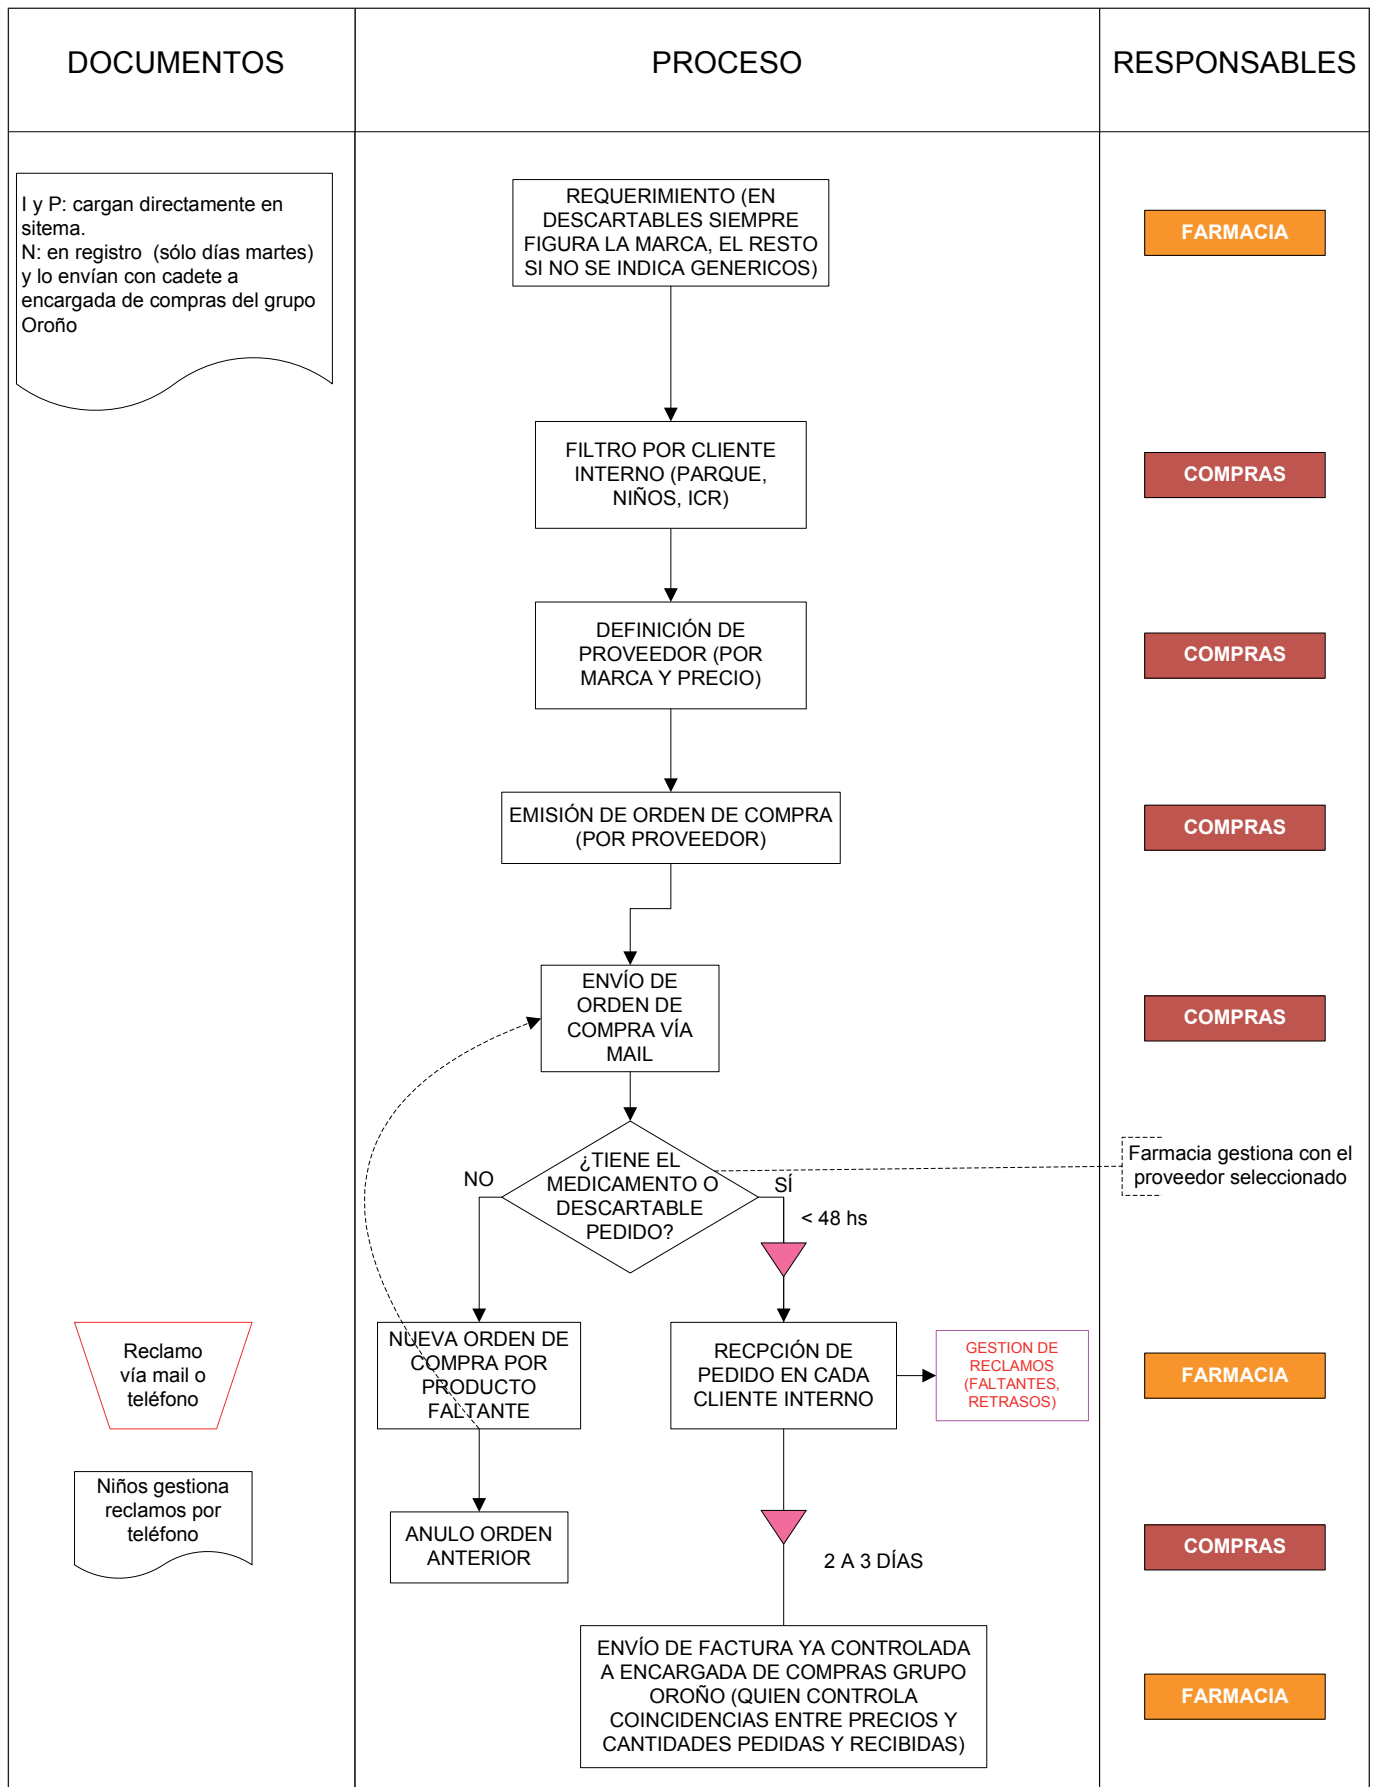 DOCUMENTOS
PROCESO
RESPONSABLES
I y P: cargan directamente en
sitema.
N: en registro (sólo días martes)
y lo envían con cadete a
encargada de compras del grupo
Oroño
REQUERIMIENTO (EN
DESCARTABLES SIEMPRE
FIGURA LA MARCA, EL RESTO
SI NO SE INDICA GENERICOS)
FARMACIA
FILTRO POR CLIENTE
INTERNO (PARQUE,
NIÑOS, ICR)
COMPRAS
DEFINICIÓN DE
PROVEEDOR (POR
MARCA Y PRECIO)
COMPRAS
EMISIÓN DE ORDEN DE COMPRA
(POR PROVEEDOR)
COMPRAS
ENVÍO DE
ORDEN DE
COMPRA VÍA
MAIL
COMPRAS
¿TIENE EL
MEDICAMENTO O
DESCARTABLE
PEDIDO?
NO
SÍ
< 48 hs
Farmacia gestiona con el
proveedor seleccionado
Reclamo
vía mail o
teléfono
NUEVA ORDEN DE
COMPRA POR
PRODUCTO
FALTANTE
RECPCIÓN DE
PEDIDO EN CADA
CLIENTE INTERNO
GESTION DE
RECLAMOS
(FALTANTES,
RETRASOS)
FARMACIA
Niños gestiona
reclamos por
teléfono
ANULO ORDEN
ANTERIOR
2 A 3 DÍAS
COMPRAS
ENVÍO DE FACTURA YA CONTROLADA
A ENCARGADA DE COMPRAS GRUPO
OROÑO (QUIEN CONTROLA
COINCIDENCIAS ENTRE PRECIOS Y
CANTIDADES PEDIDAS Y RECIBIDAS)
FARMACIA